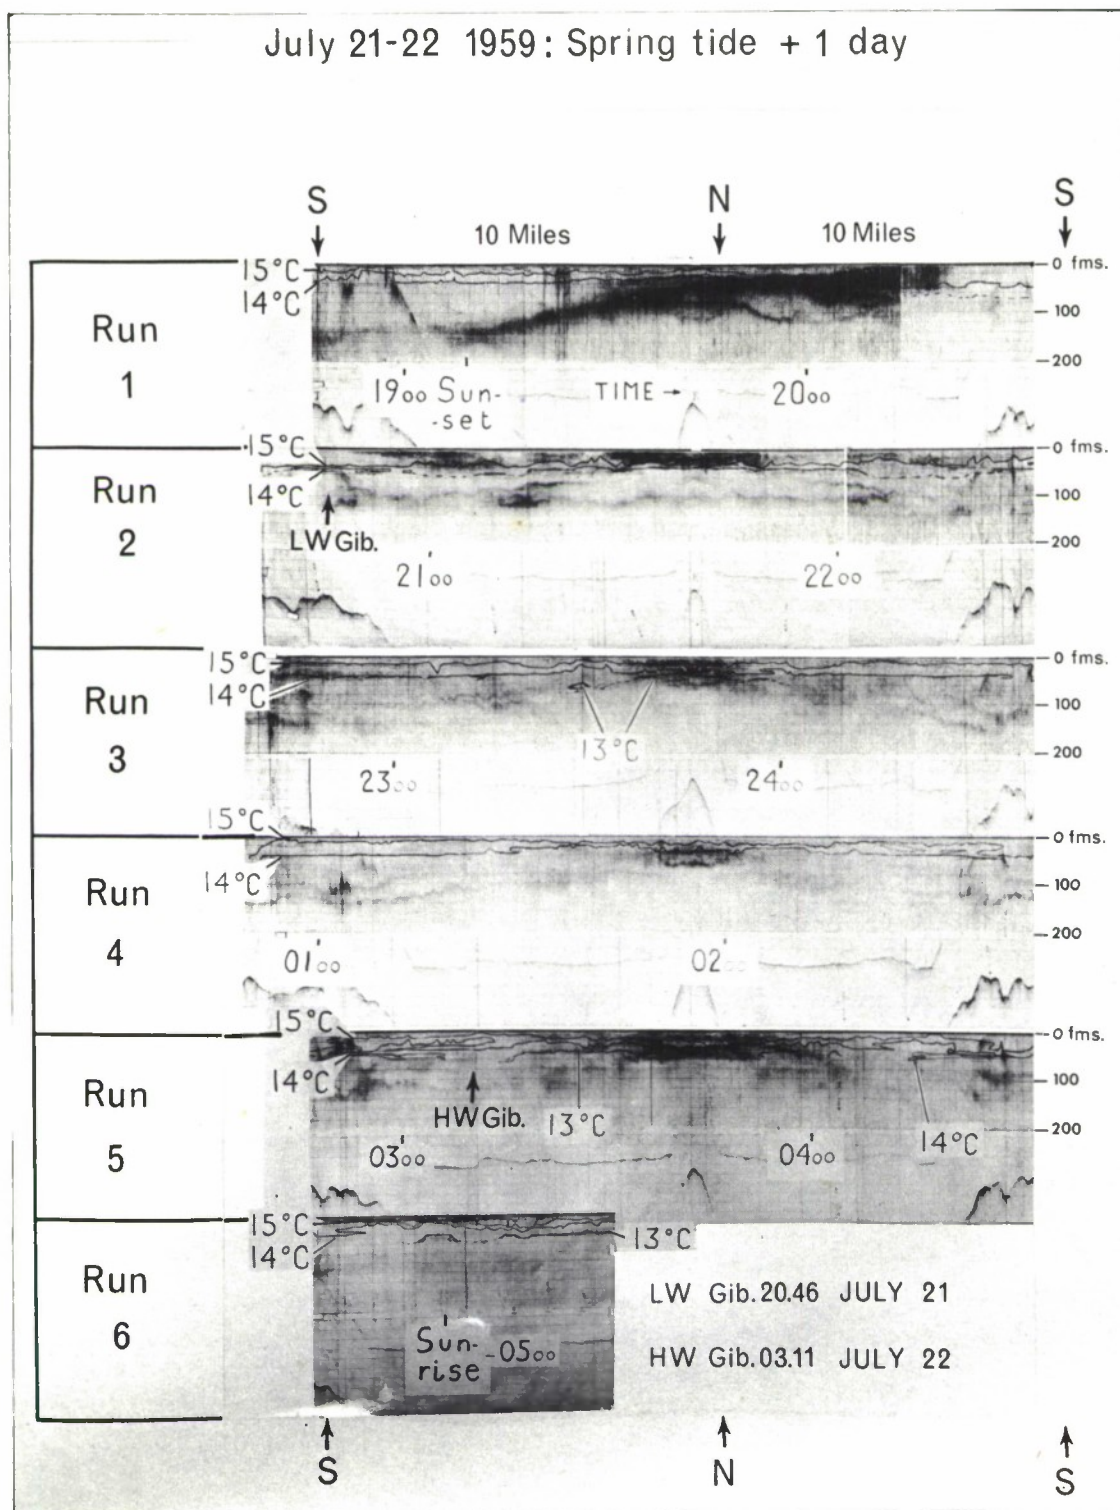 July 21-22 1959: Spring tide + 1 day
S N S
10 Miles 10 Miles
Run
1
15°C
14°C
19'00 Sun-
-set
TIME →
20'00
0 fms.
100
200
Run
2
15°C
14°C
LW Gib.
21'00
22'00
0 fms.
100
200
Run
3
15°C
14°C
13°C
23'00
24'00
0 fms.
100
200
Run
4
15°C
14°C
01'00
02'00
0 fms.
100
200
Run
5
15°C
14°C
HW Gib.
13°C
14°C
03'00
04'00
0 fms.
100
200
Run
6
15°C
14°C
13°C
Sun-
rise
0500
LW Gib. 20.46 JULY 21
HW Gib. 03.11 JULY 22
S N S